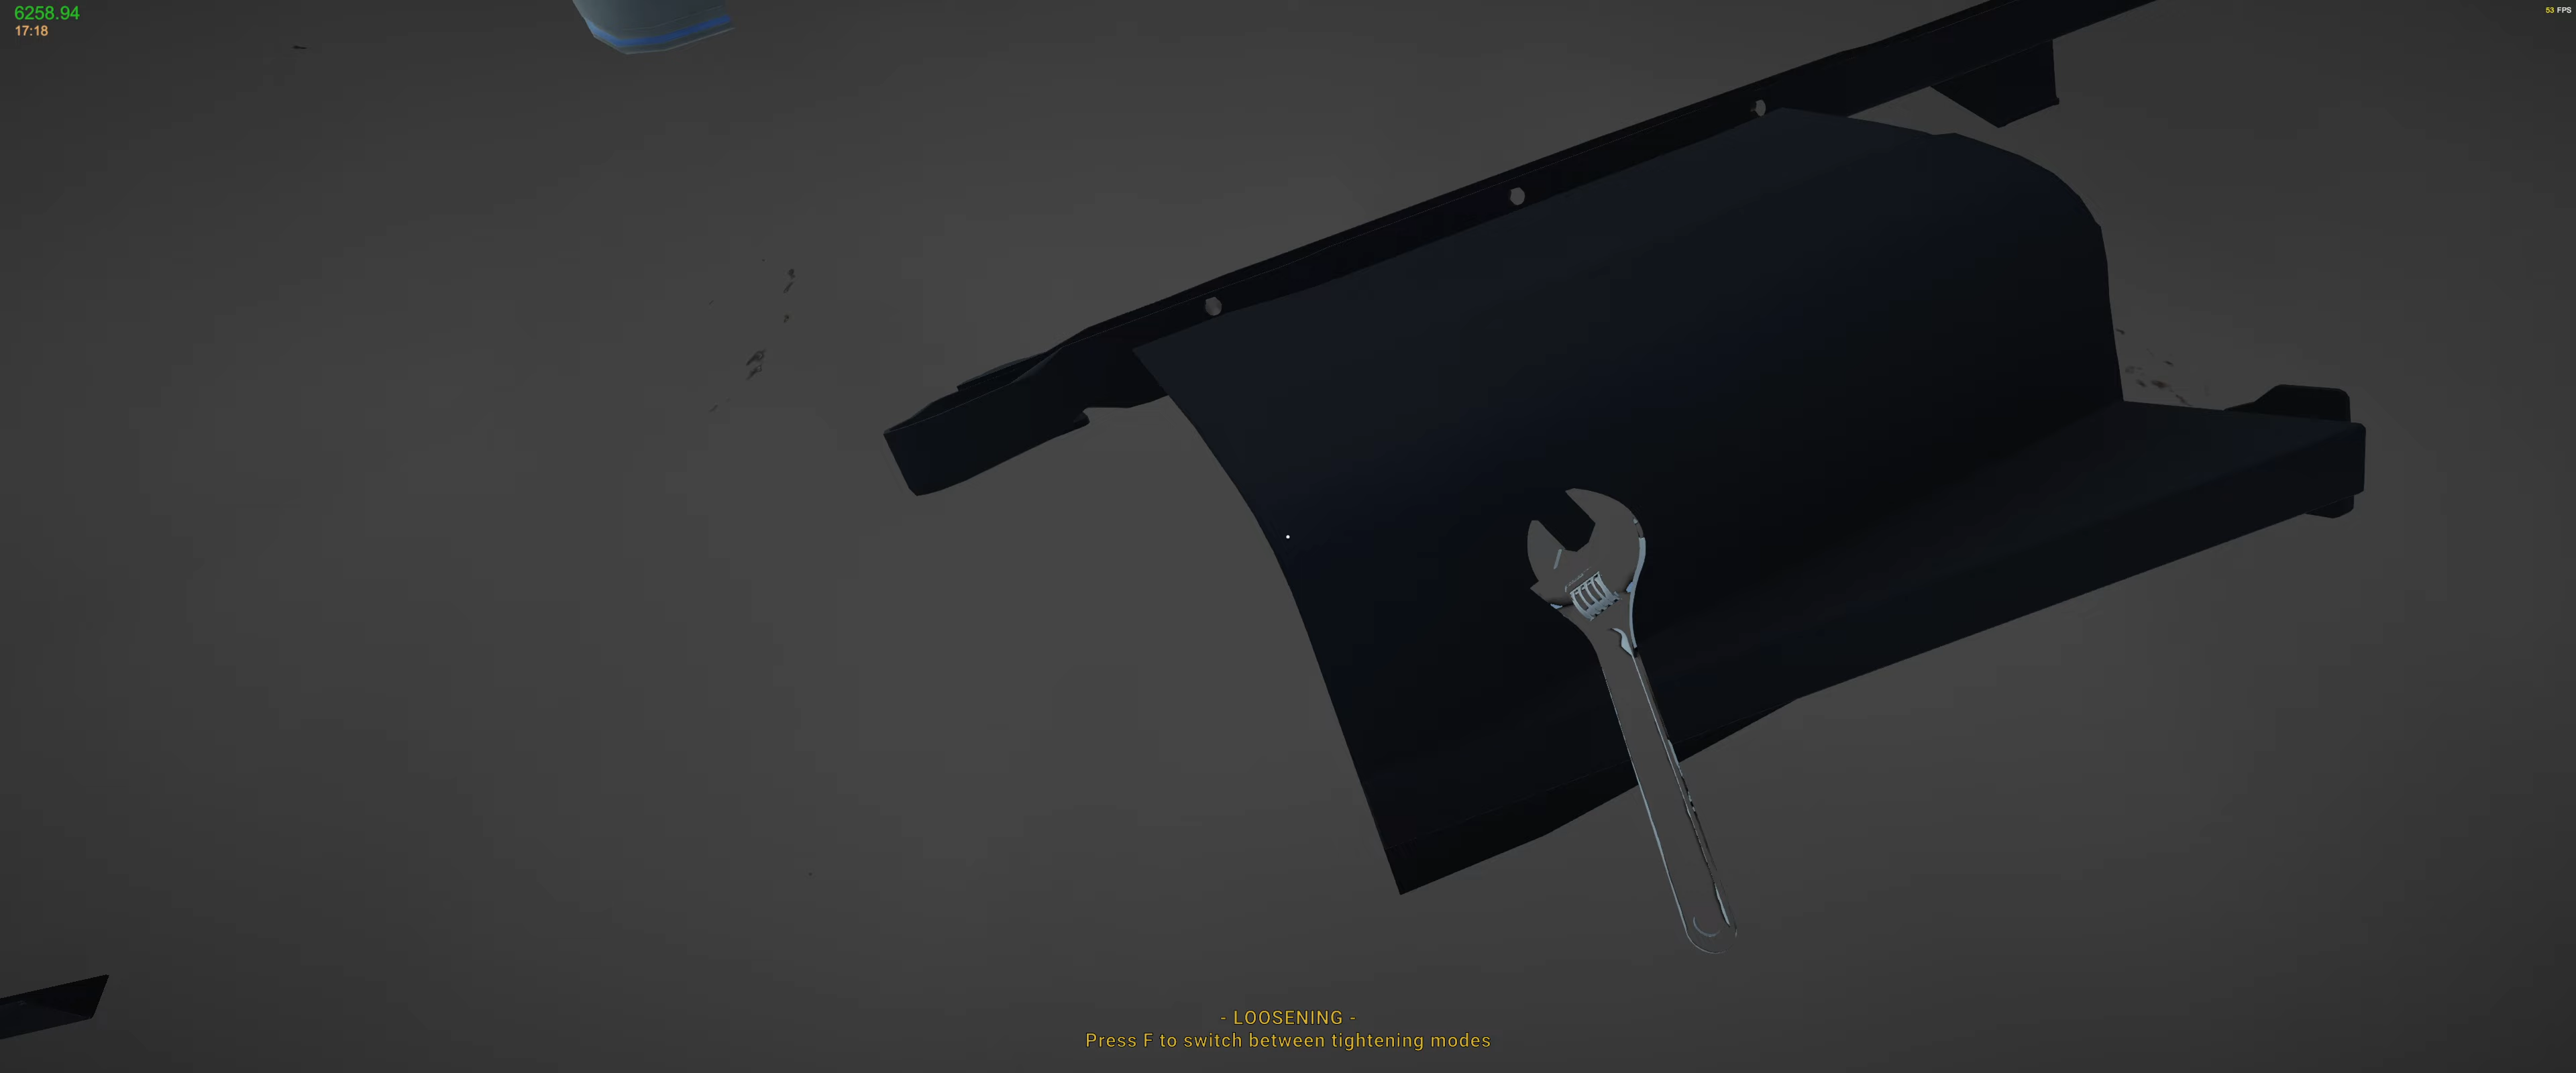 6258.94
53 FPS
17:18
- LOOSENING -
Press F to switch between tightening modes